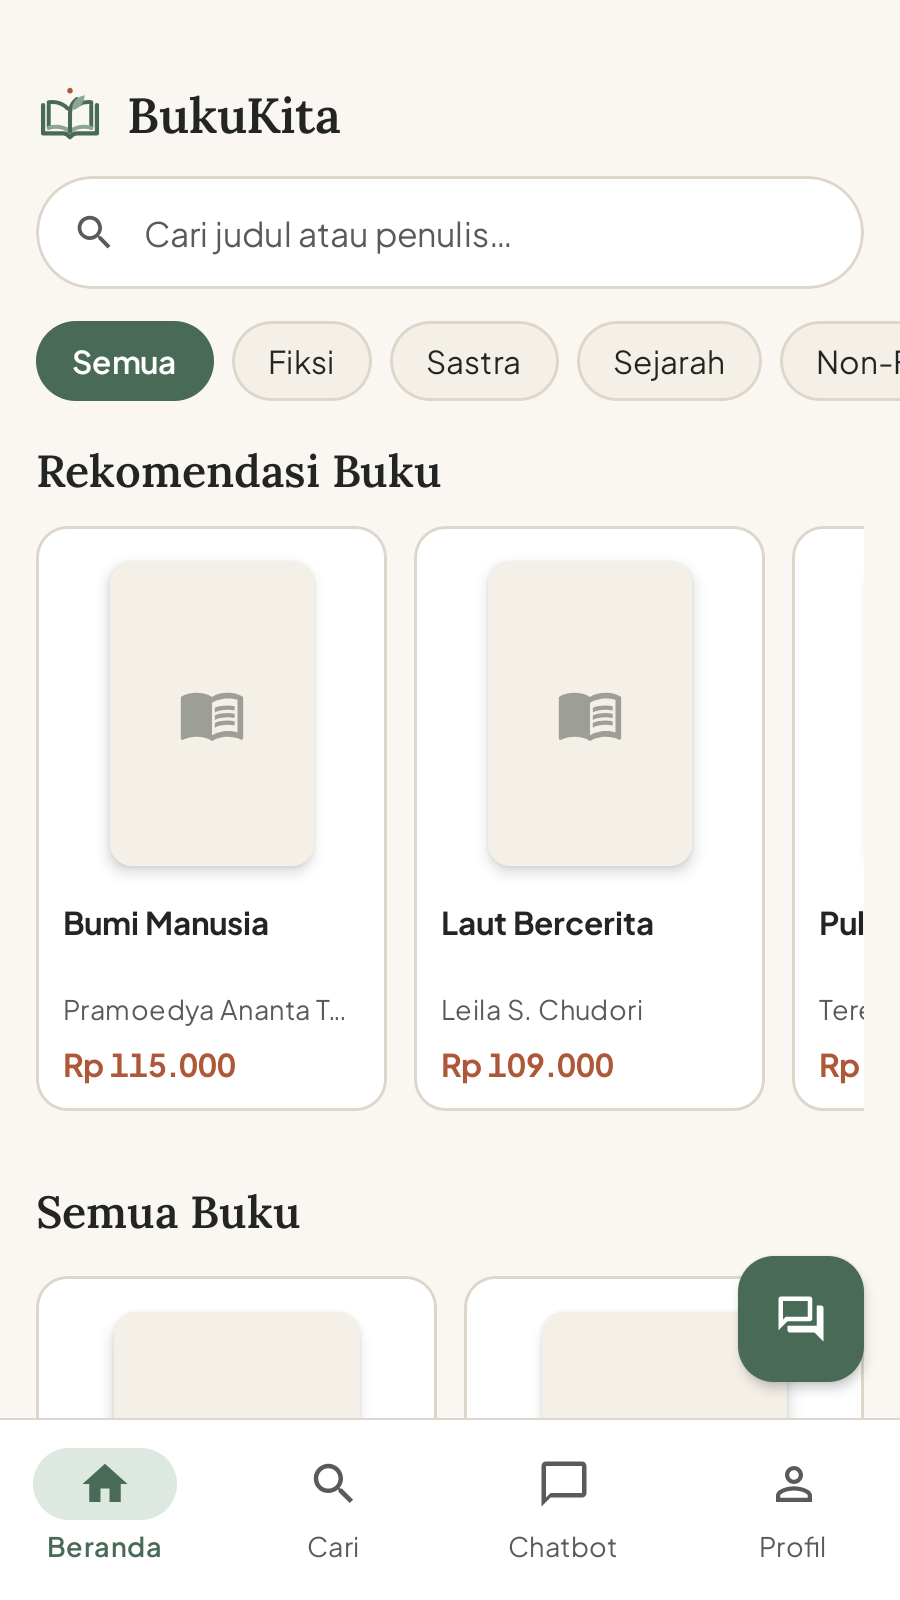 BukuKita
Cari judul atau penulis...
Semua
Fiksi
Sastra
Sejarah
Rekomendasi Buku
Bumi Manusia
Pramoedya Ananta T...
Rp 115.000
Laut Bercerita
Leila S. Chudori
Rp 109.000
Rp
Semua Buku
Beranda
Cari
Chatbot
Profil